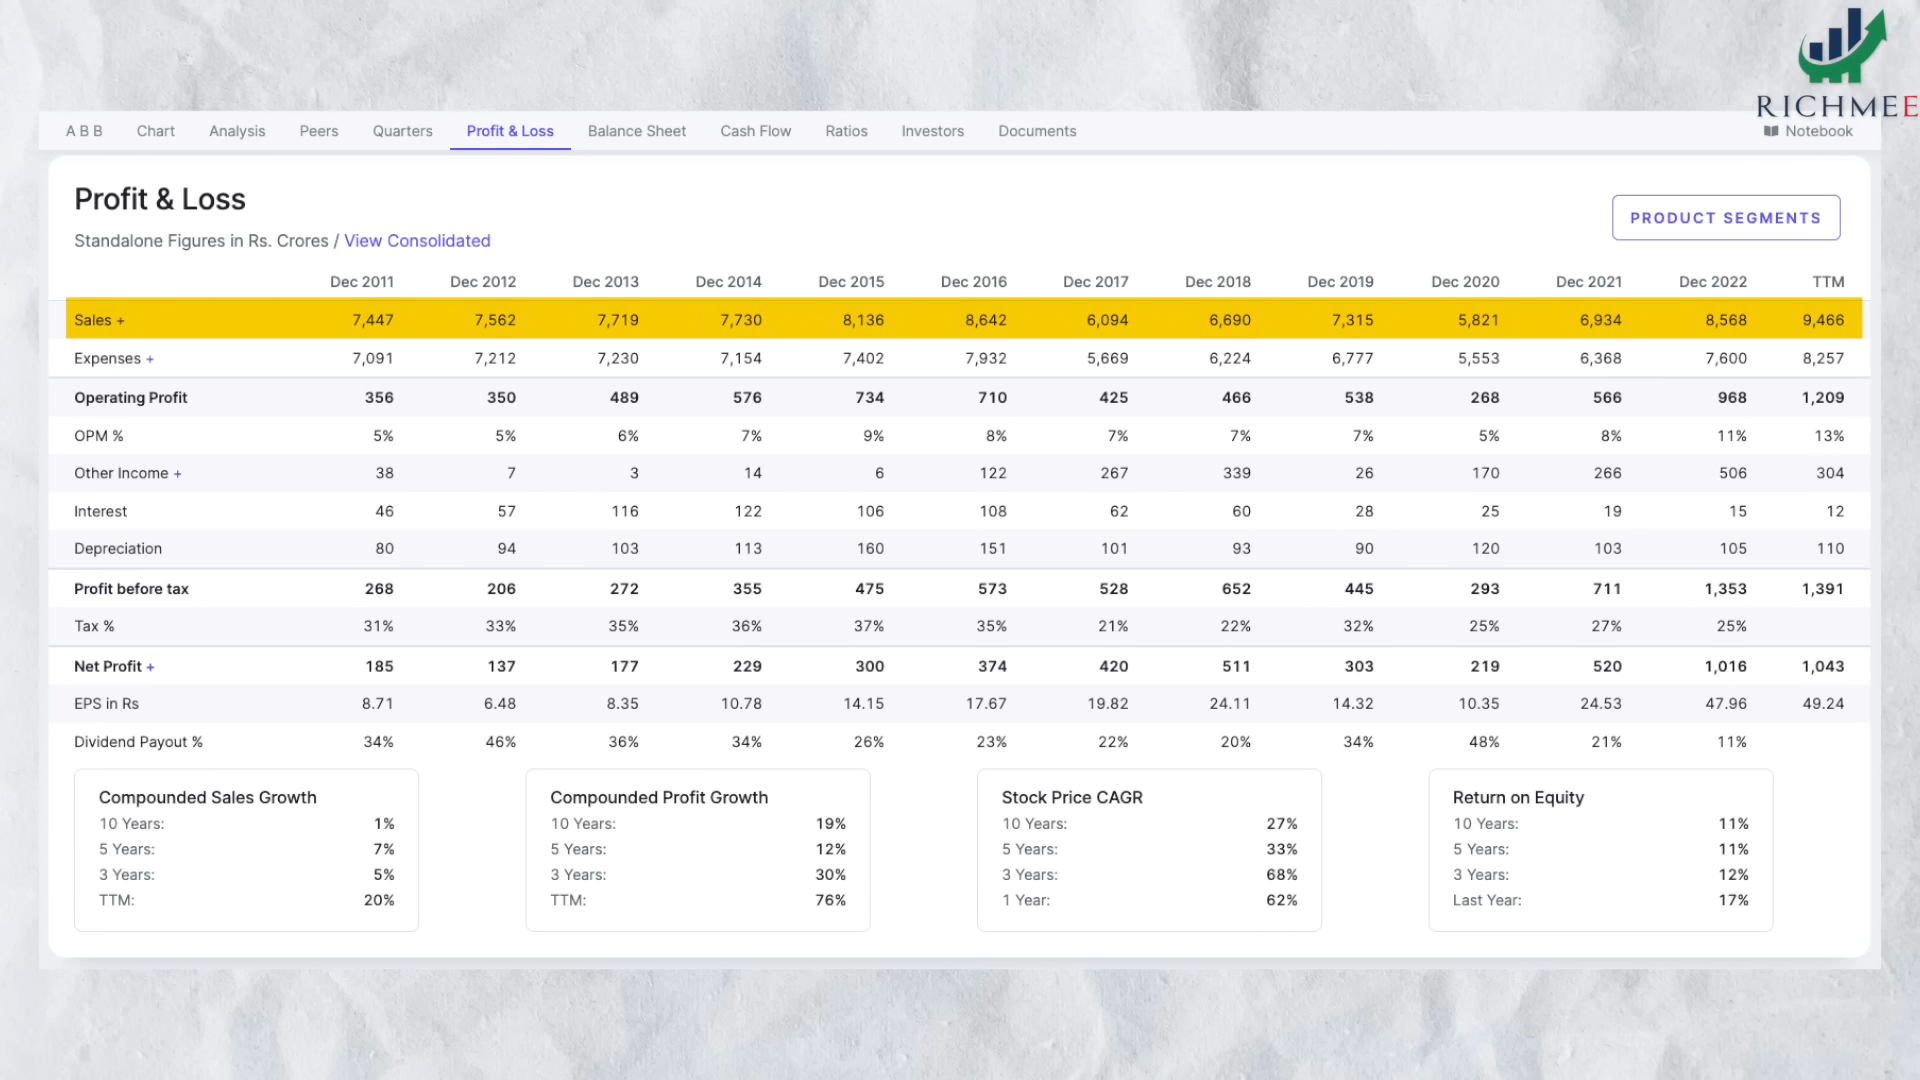 RICHMEE
A B B Chart Analysis Peers Quarters Profit & Loss Balance Sheet Cash Flow Ratios Investors Documents Notebook
Profit & Loss
PRODUCT SEGMENTS
Standalone Figures in Rs. Crores / View Consolidated
Dec 2011 Dec 2012 Dec 2013 Dec 2014 Dec 2015 Dec 2016 Dec 2017 Dec 2018 Dec 2019 Dec 2020 Dec 2021 Dec 2022 TTM
Sales + 7,447 7,562 7,719 7,730 8,136 8,642 6,094 6,690 7,315 5,821 6,934 8,568 9,466
Expenses + 7,091 7,212 7,230 7,154 7,402 7,932 5,669 6,224 6,777 5,553 6,368 7,600 8,257
Operating Profit 356 350 489 576 734 710 425 466 538 268 566 968 1,209
OPM % 5% 5% 6% 7% 9% 8% 7% 7% 7% 5% 8% 11% 13%
Other Income + 38 7 3 14 6 122 267 339 26 170 266 506 304
Interest 46 57 116 122 106 108 62 60 28 25 19 15 12
Depreciation 80 94 103 113 160 151 101 93 90 120 103 105 110
Profit before tax 268 206 272 355 475 573 528 652 445 293 711 1,353 1,391
Tax % 31% 33% 35% 36% 37% 35% 21% 22% 32% 25% 27% 25%
Net Profit + 185 137 177 229 300 374 420 511 303 219 520 1,016 1,043
EPS in Rs 8.71 6.48 8.35 10.78 14.15 17.67 19.82 24.11 14.32 10.35 24.53 47.96 49.24
Dividend Payout % 34% 46% 36% 34% 26% 23% 22% 20% 34% 48% 21% 11%
Compounded Sales Growth
10 Years: 1%
5 Years: 7%
3 Years: 5%
TTM: 20%
Compounded Profit Growth
10 Years: 19%
5 Years: 12%
3 Years: 30%
TTM: 76%
Stock Price CAGR
10 Years: 27%
5 Years: 33%
3 Years: 68%
1 Year: 62%
Return on Equity
10 Years: 11%
5 Years: 11%
3 Years: 12%
Last Year: 17%